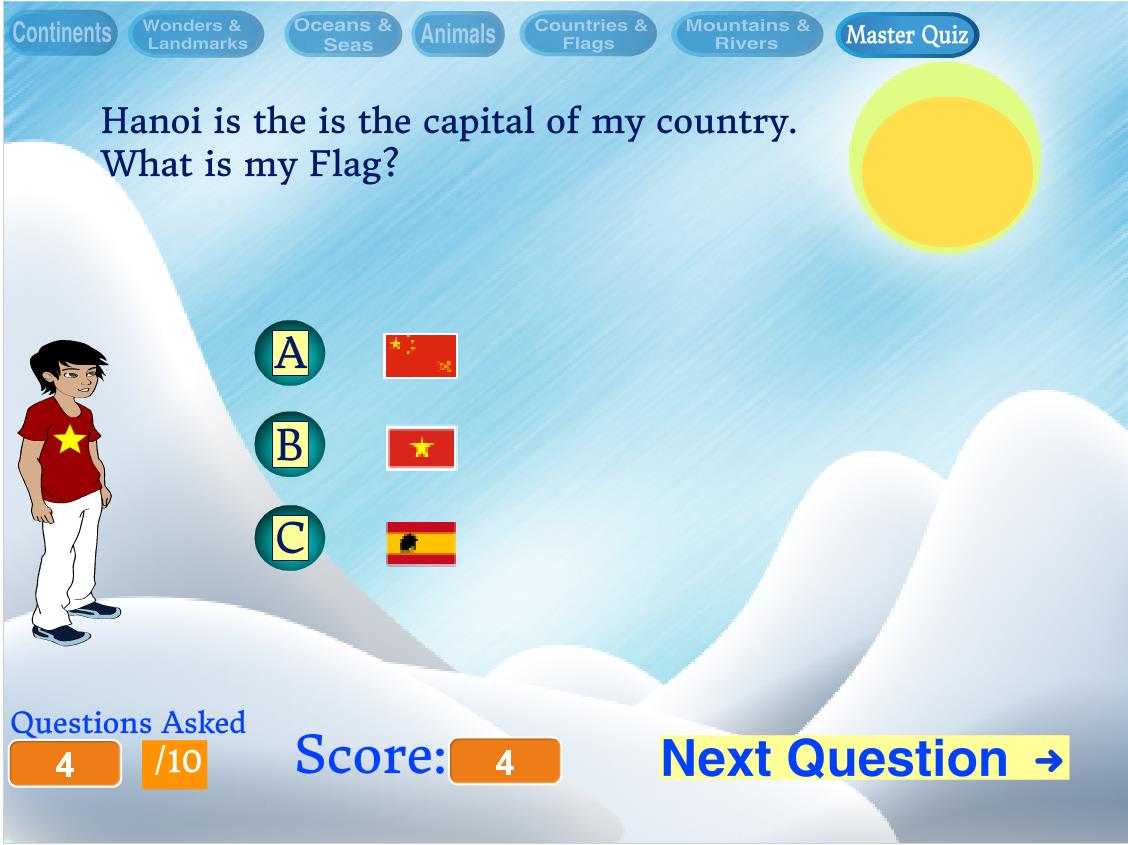 Continents
Wonders &
Landmarks
Oceans &
Seas
Animals
Countries &
Flags
Mountains &
Rivers
Master Quiz
Hanoi is the is the capital of my country.
What is my Flag?
A
B
C
Questions Asked
4
/10
Score:
4
Next Question →